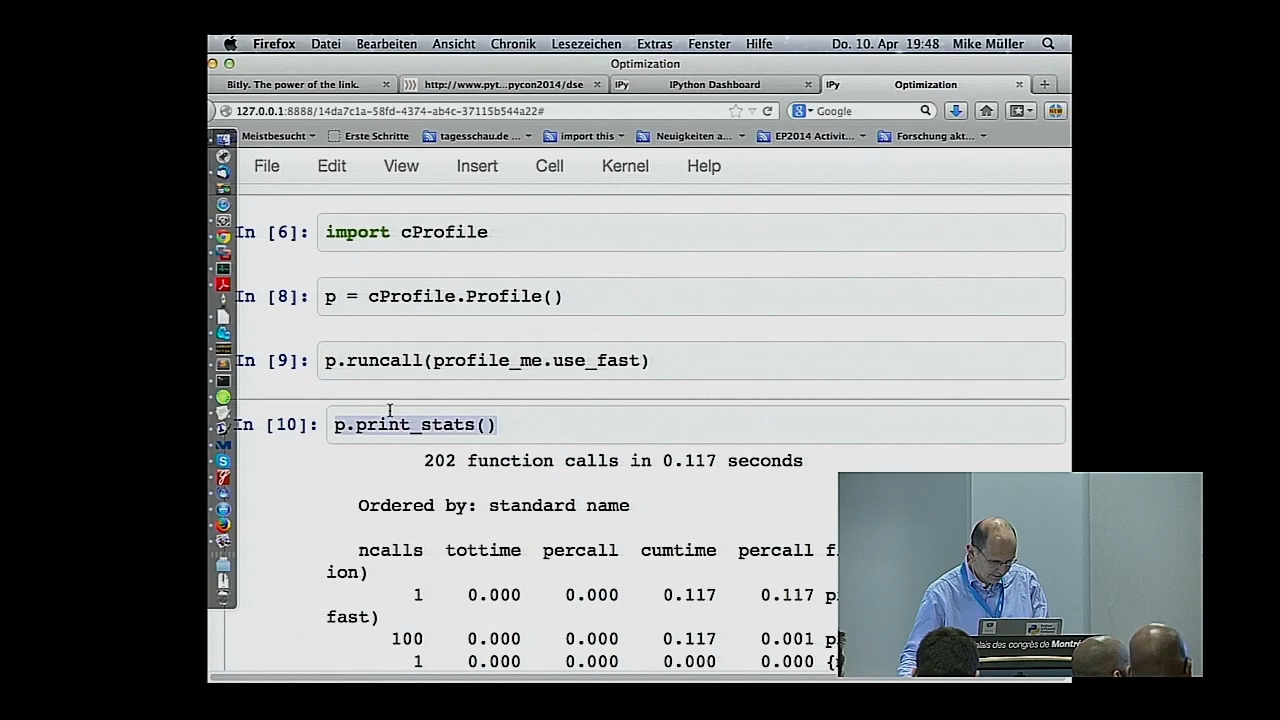 Firefox Datei Bearbeiten Ansicht Chronik Lesezeichen Extras Fenster Hilfe Do. 10. Apr 19:48 Mike Müller
Optimization
Bitly. The power of the link. × http://www.pyt...pycon2014/dse × IPy IPython Dashboard × IPy Optimization × +
127.0.0.1:8888/14da7c1a-58fd-4374-ab4c-37115b544a22# Google
Meistbesucht Erste Schritte tagesschau.de ... import this Neuigkeiten a... EP2014 Activit... Forschung akt...
File Edit View Insert Cell Kernel Help
In [6]: import cProfile
In [8]: p = cProfile.Profile()
In [9]: p.runcall(profile_me.use_fast)
In [10]: p.print_stats()
202 function calls in 0.117 seconds
Ordered by: standard name
ncalls tottime percall cumtime percall
ion)
1 0.000 0.000 0.117 0.117
fast)
100 0.000 0.000 0.117 0.001
1 0.000 0.000 0.000 0.000
alais des congrès de Montré